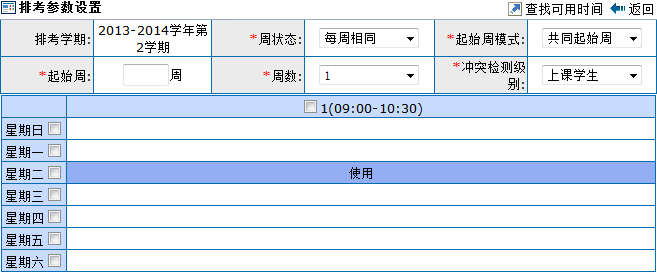 排考参数设置 查找可用时间 返回
排考学期: 2013-2014学年第2学期 *周状态: 每周相同 *起始周模式: 共同起始周
*起始周: 周 *周数: 1 *冲突检测级别: 上课学生
1(09:00-10:30)
星期日
星期一
星期二 使用
星期三
星期四
星期五
星期六